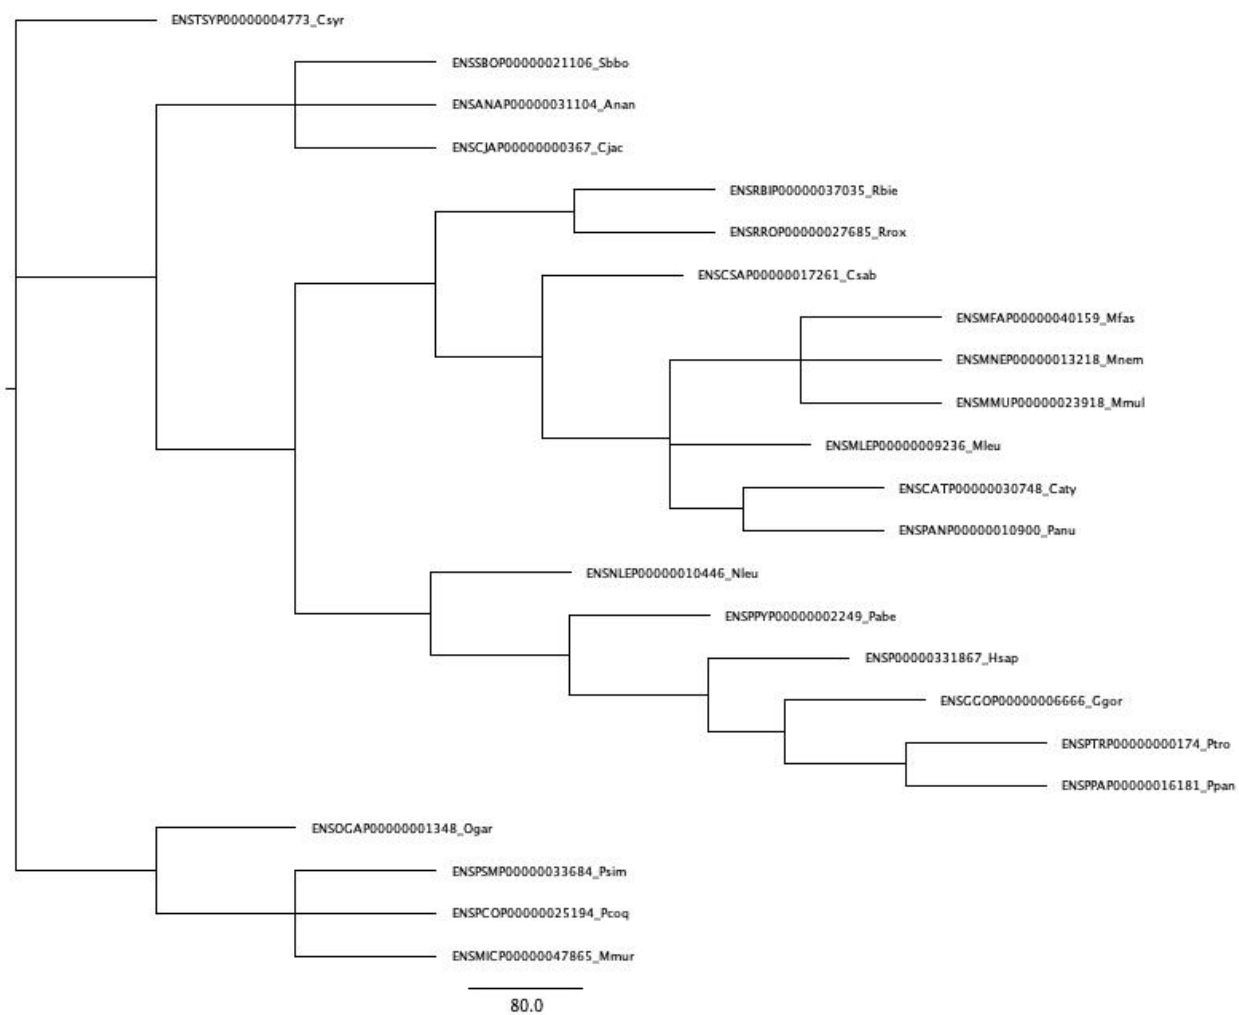 ENSTSYP00000004773_Csyr
ENSSBOP00000021106_Sbbo
ENSANAP00000031104_Anan
ENSCJAP00000000367_Cjac
ENSRBIP00000037035_Rbie
ENSRROP00000027685_Rrox
ENSCSAP00000017261_Csab
ENSMFAP00000040159_Mfas
ENSMNEP00000013218_Mnem
ENSMMUP00000023918_Mmul
ENSMLEP00000009236_Mleu
ENSCATP00000030748_Caty
ENSPANP00000010900_Panu
ENSNLEP00000010446_Nleu
ENSPPYP00000002249_Pabe
ENSP00000331867_Hsap
ENSGGOP00000006666_Ggor
ENSPTRP00000000174_Ptro
ENSPPAP00000016181_Ppan
ENSOGAP00000001348_Ogar
ENSPSMP00000033684_Psim
ENSPCOP00000025194_Pcoq
ENSMICP00000047865_Mmur
80.0